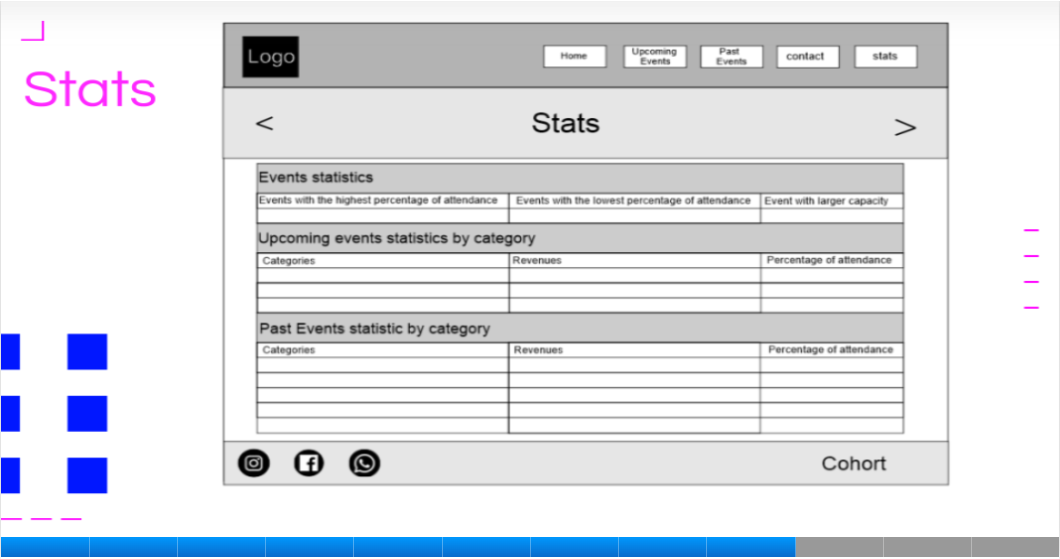 Stats
Logo
Home
Upcoming
Events
Past
Events
contact
stats
< Stats >
Events statistics
Events with the highest percentage of attendance Events with the lowest percentage of attendance Event with larger capacity
Upcoming events statistics by category
Categories Revenues Percentage of attendance
Past Events statistic by category
Categories Revenues Percentage of attendance
Cohort